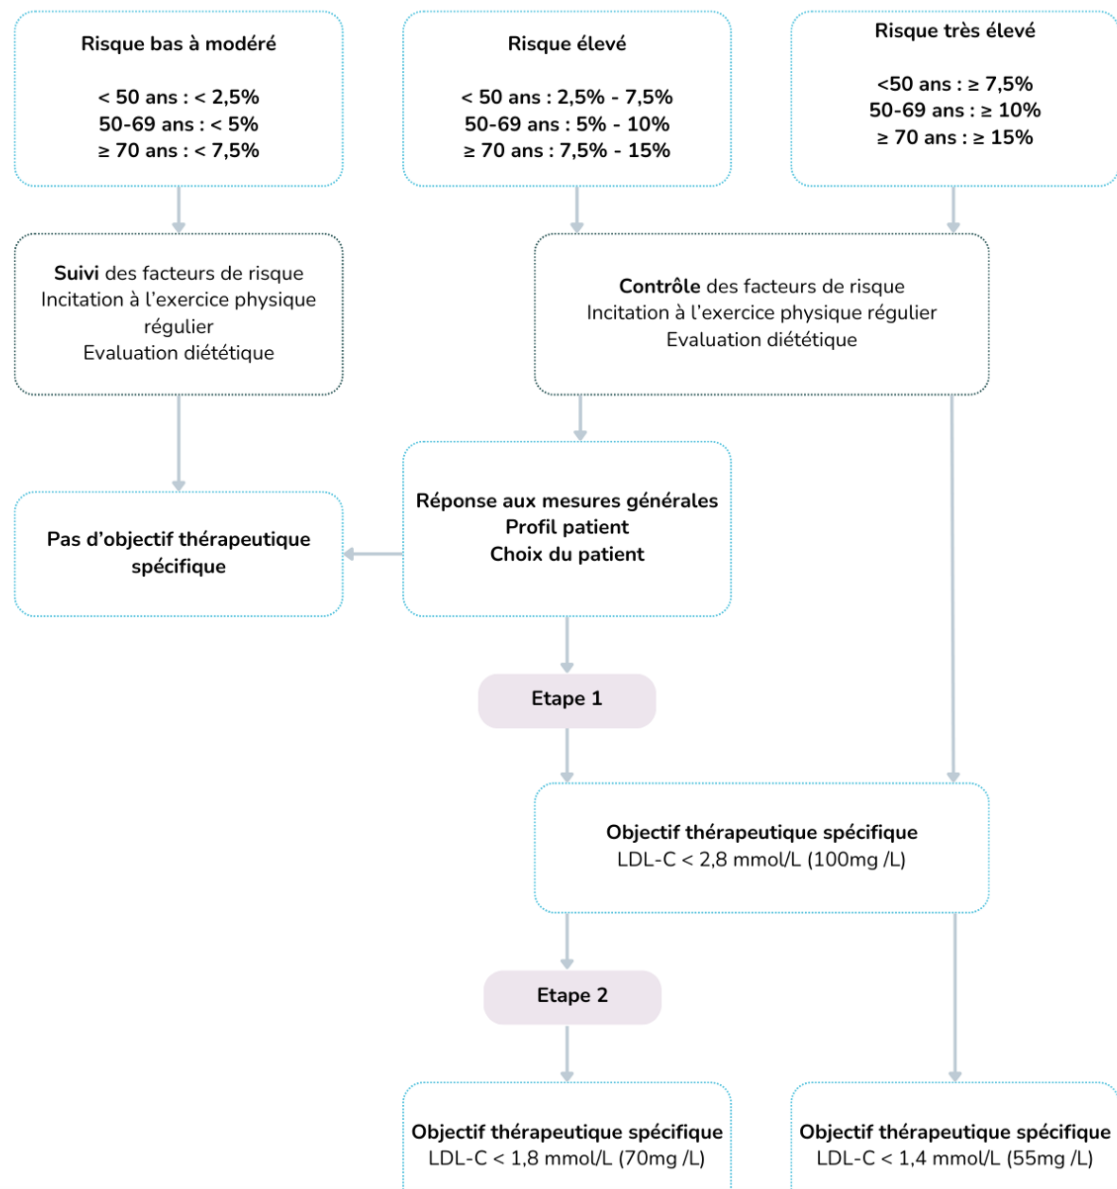 Risque bas à modéré
< 50 ans : < 2,5%
50-69 ans : < 5%
≥ 70 ans : < 7,5%
Risque élevé
< 50 ans : 2,5% - 7,5%
50-69 ans : 5% - 10%
≥ 70 ans : 7,5% - 15%
Risque très élevé
<50 ans : ≥ 7,5%
50-69 ans : ≥ 10%
≥ 70 ans : ≥ 15%
Suivi des facteurs de risque
Incitation à l’exercice physique
régulier
Evaluation diététique
Contrôle des facteurs de risque
Incitation à l’exercice physique régulier
Evaluation diététique
Réponse aux mesures générales
Profil patient
Choix du patient
Pas d’objectif thérapeutique
spécifique
Etape 1
Objectif thérapeutique spécifique
LDL-C < 2,8 mmol/L (100mg /L)
Etape 2
Objectif thérapeutique spécifique
LDL-C < 1,8 mmol/L (70mg /L)
Objectif thérapeutique spécifique
LDL-C < 1,4 mmol/L (55mg /L)